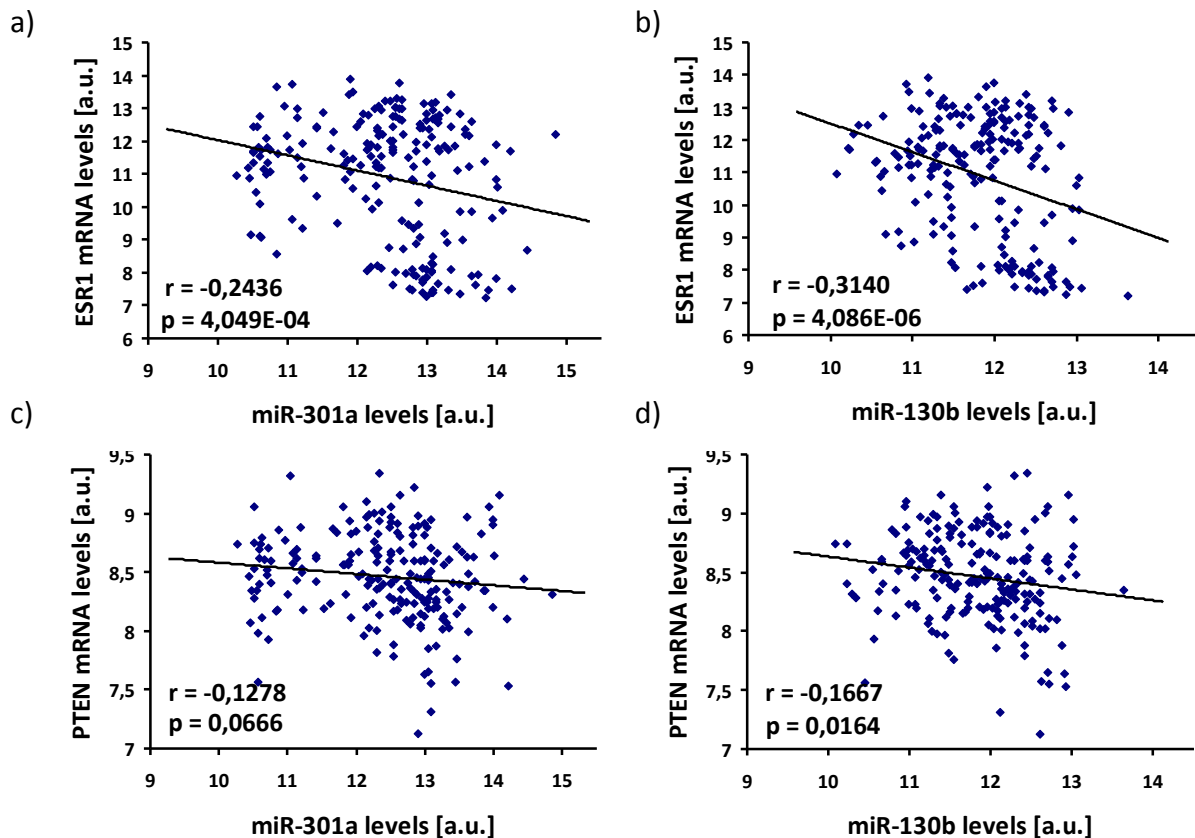 a)
ESR1 mRNA levels [a.u.]
15
14
13
12
11
10
9
8
7
6
r = -0,2436
p = 4,049E-04
9 10 11 12 13 14 15
miR-301a levels [a.u.]
b)
ESR1 mRNA levels [a.u.]
15
14
13
12
11
10
9
8
7
6
r = -0,3140
p = 4,086E-06
9 10 11 12 13 14
miR-130b levels [a.u.]
c)
PTEN mRNA levels [a.u.]
9,5
9
8,5
8
7,5
7
r = -0,1278
p = 0,0666
9 10 11 12 13 14 15
miR-301a levels [a.u.]
d)
PTEN mRNA levels [a.u.]
9,5
9
8,5
8
7,5
7
r = -0,1667
p = 0,0164
9 10 11 12 13 14
miR-130b levels [a.u.]